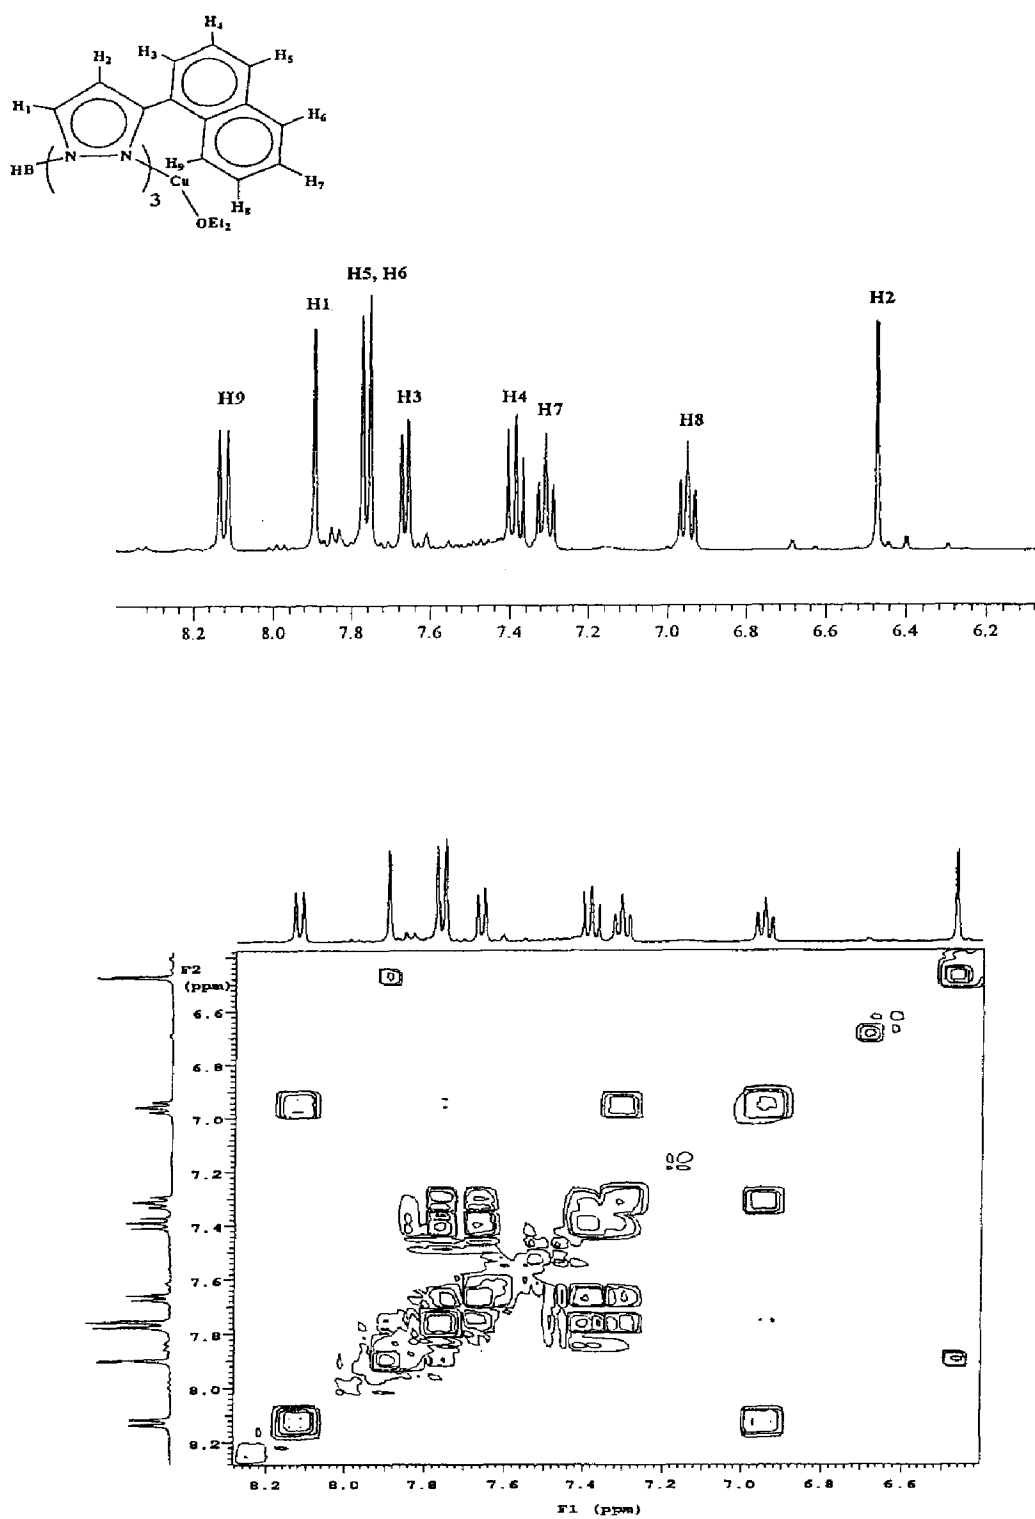 H4
H2
H3
H5
H1
H6
HB
N
N
H9
3
Cu
H7
H8
OEt2
H5, H6
H1
H2
H9
H3
H4
H7
H8
8.2 8.0 7.8 7.6 7.4 7.2 7.0 6.8 6.6 6.4 6.2
F2
(ppm)
6.6
6.8
7.0
7.2
7.4
7.6
7.8
8.0
8.2
8.2 8.0 7.8 7.6 7.4 7.2 7.0 6.8 6.6
F1 (ppm)